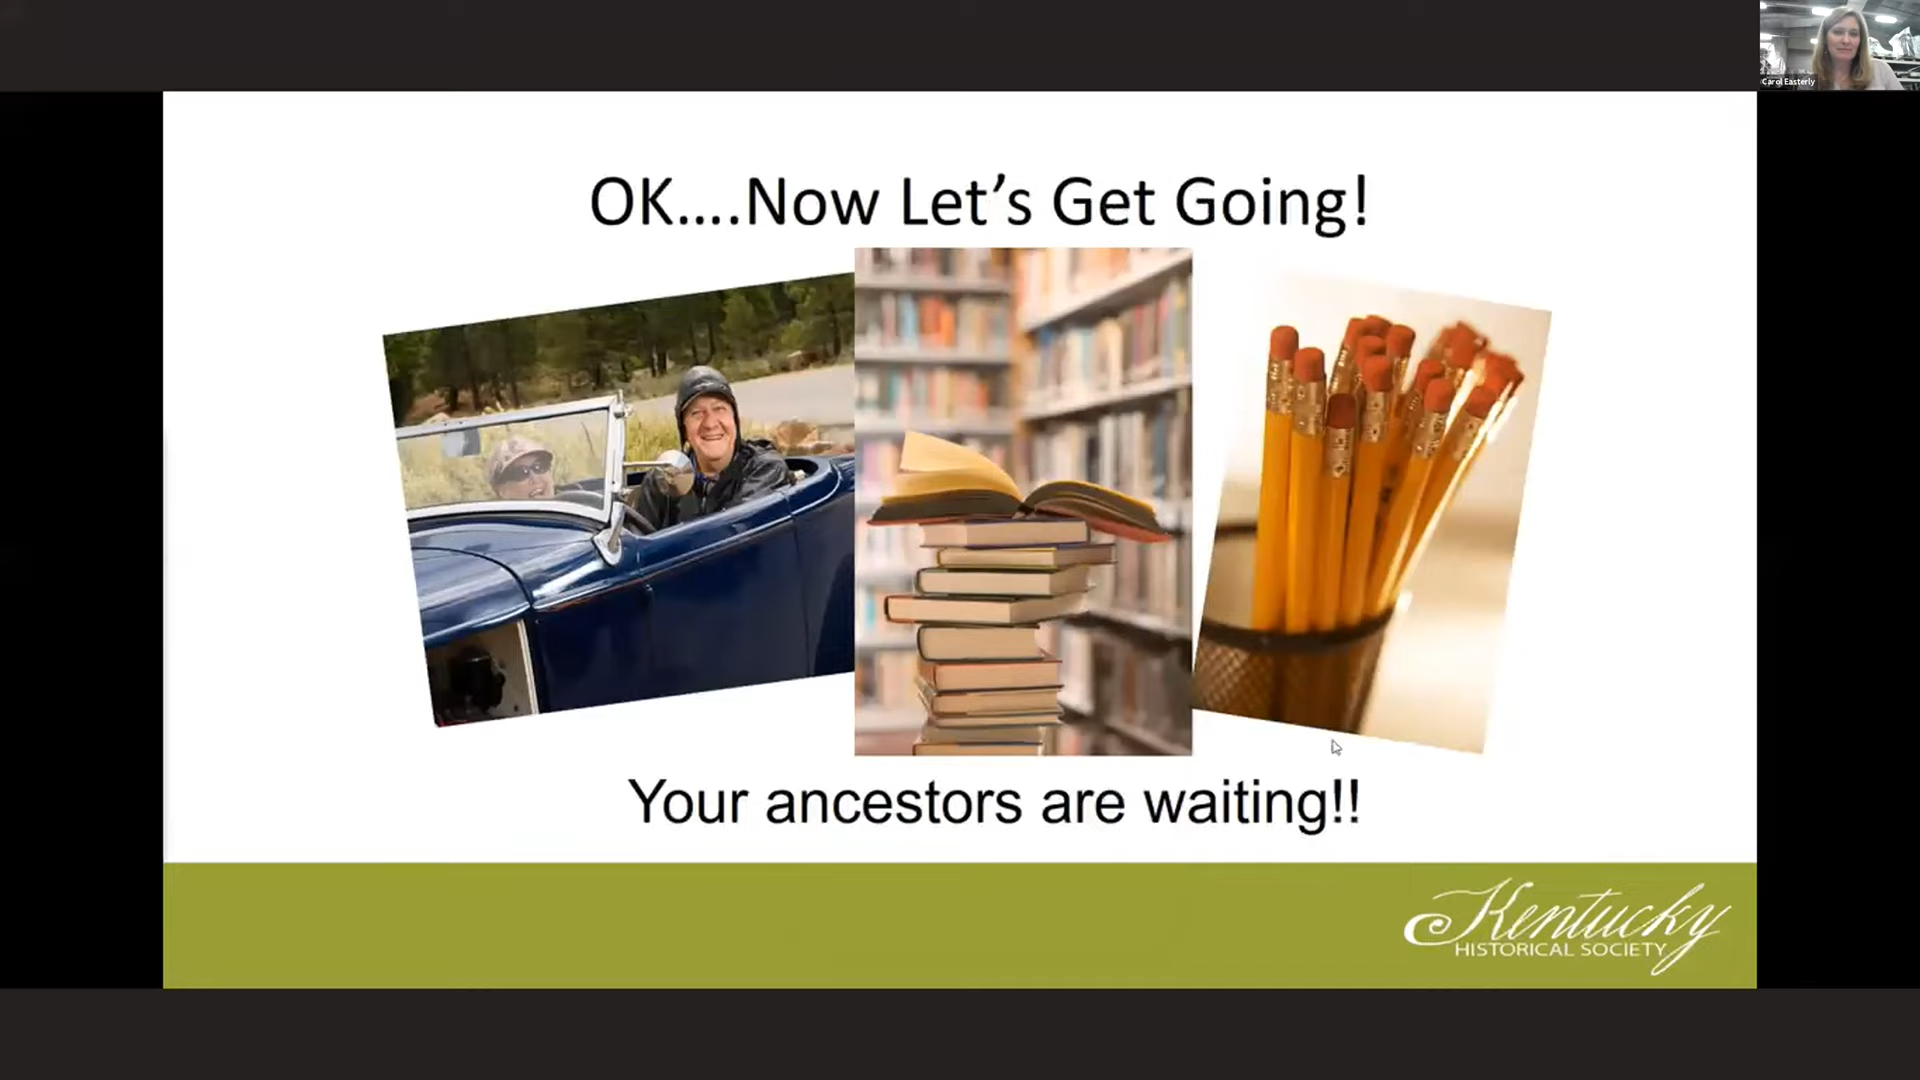 Carol Easterly
OK....Now Let's Get Going!
Your ancestors are waiting!!
Kentucky
HISTORICAL SOCIETY